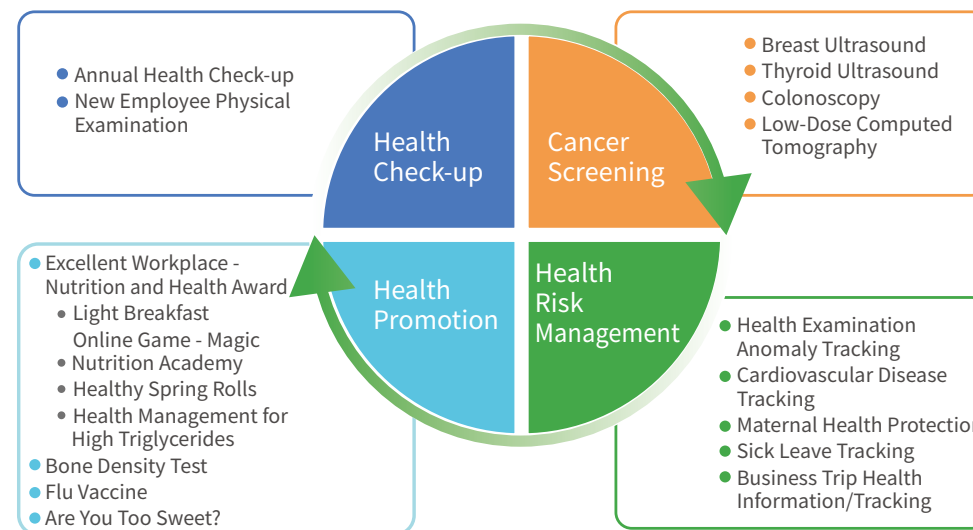 Annual Health Check-up
New Employee Physical
Examination
Health
Check-up
Cancer
Screening
Breast Ultrasound
Thyroid Ultrasound
Colonoscopy
Low-Dose Computed
Tomography
Excellent Workplace -
Nutrition and Health Award
Light Breakfast
Online Game - Magic
Nutrition Academy
Healthy Spring Rolls
Health Management for
High Triglycerides
Bone Density Test
Flu Vaccine
Are You Too Sweet?
Health
Promotion
Health
Risk
Management
Health Examination
Anomaly Tracking
Cardiovascular Disease
Tracking
Maternal Health Protection
Sick Leave Tracking
Business Trip Health
Information/Tracking